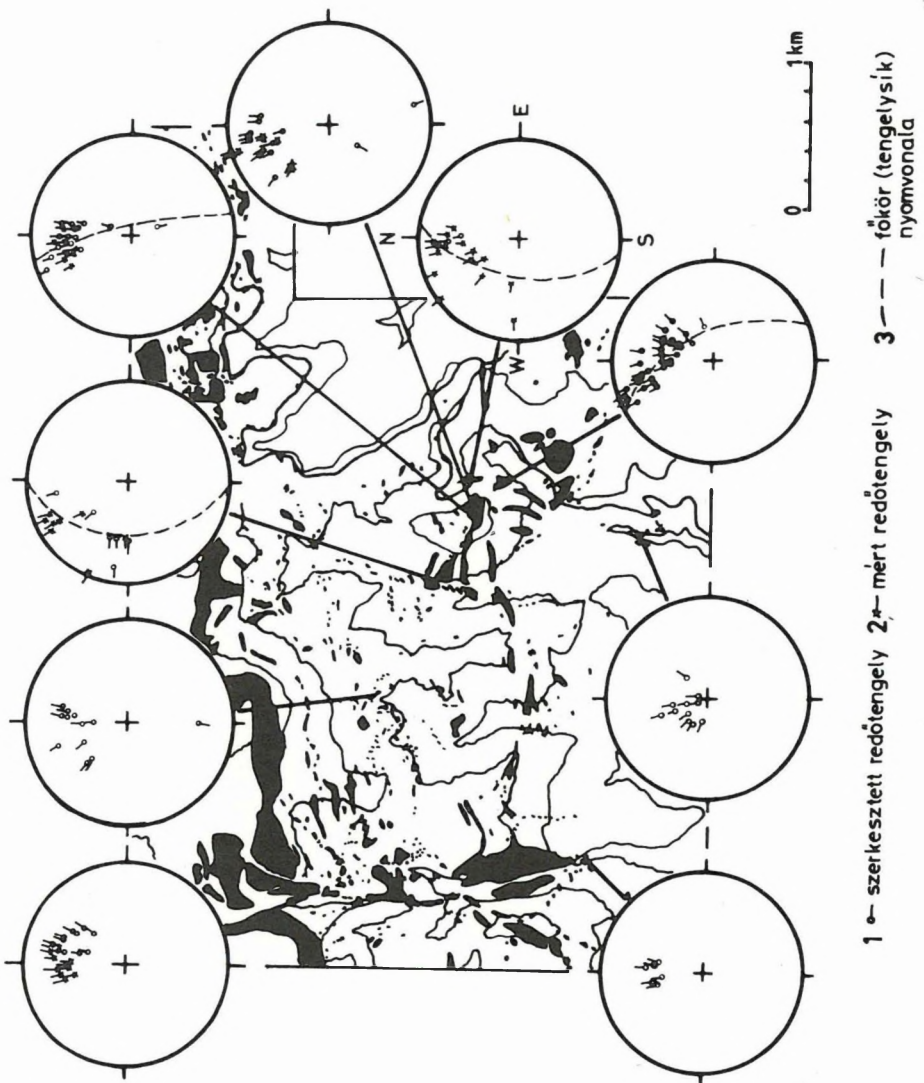 N
E
W
S
0 1km
1 szerkesztett redőtengely 2 mért redőtengely 3 főkör (tengelysík)
nyomvonala